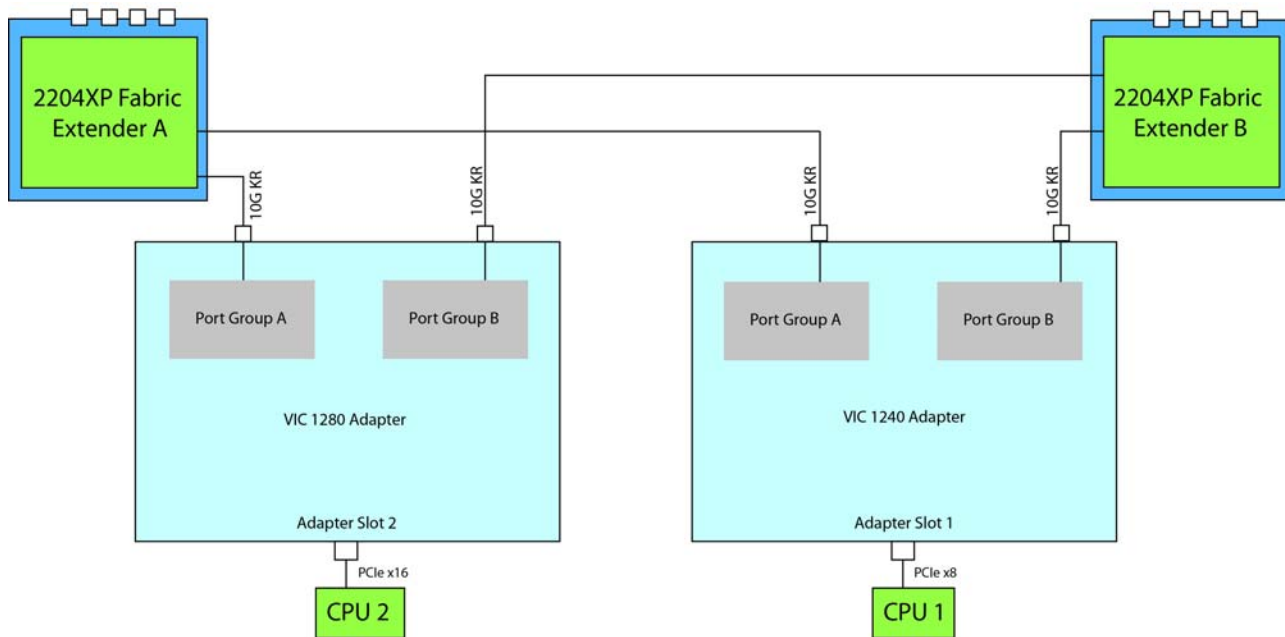 2204XP Fabric
Extender A
2204XP Fabric
Extender B
10G KR
10G KR
10G KR
10G KR
Port Group A
Port Group B
Port Group A
Port Group B
VIC 1280 Adapter
VIC 1240 Adapter
Adapter Slot 2
Adapter Slot 1
PCIe x16
PCIe x8
CPU 2
CPU 1